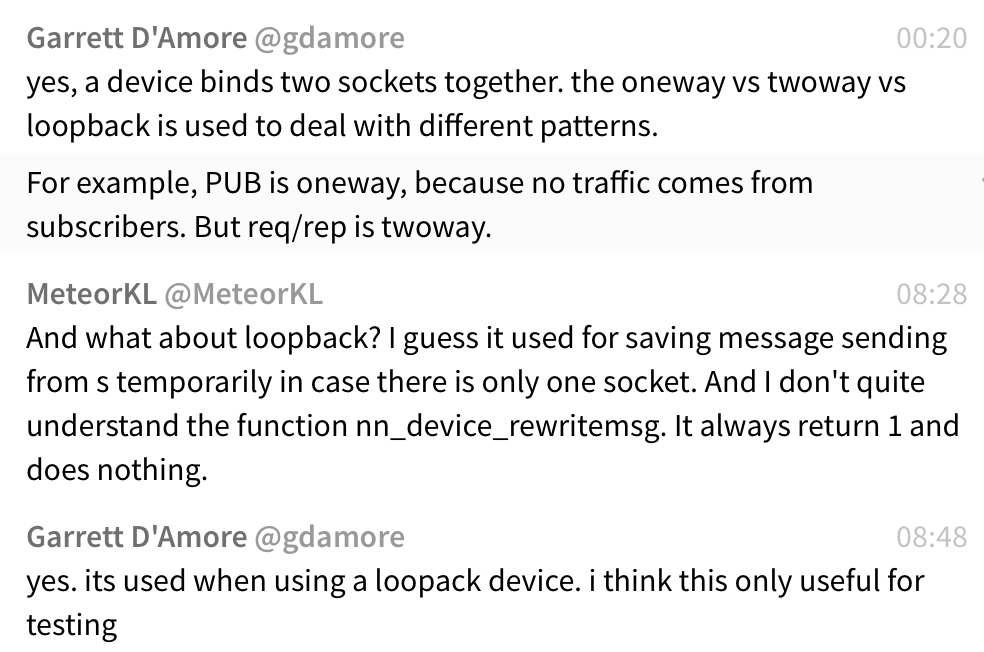 Garrett D'Amore @gdamore 00:20
yes, a device binds two sockets together. the oneway vs twoway vs
loopback is used to deal with different patterns.
For example, PUB is oneway, because no traffic comes from
subscribers. But req/rep is twoway.
MeteorKL @MeteorKL 08:28
And what about loopback? I guess it used for saving message sending
from s temporarily in case there is only one socket. And I don't quite
understand the function nn_device_rewritemsg. It always return 1 and
does nothing.
Garrett D'Amore @gdamore 08:48
yes. its used when using a loopack device. i think this only useful for
testing